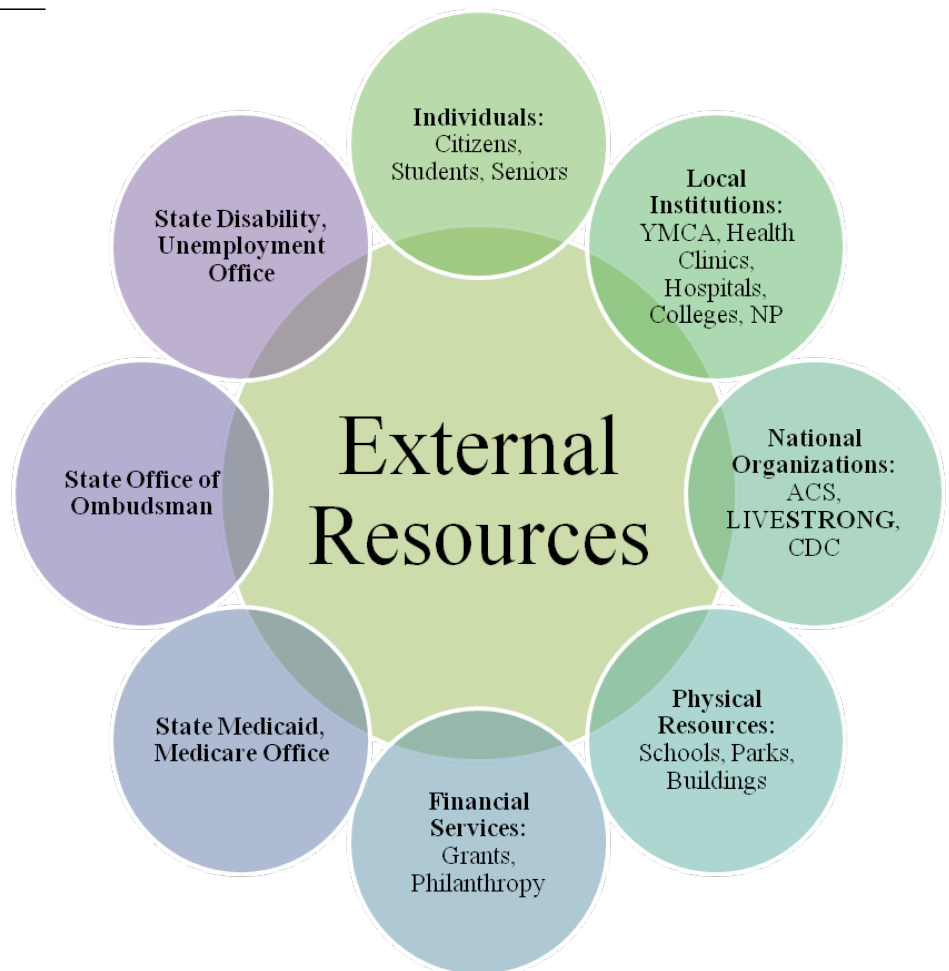 Individuals:
Citizens,
Students, Seniors
Local
Institutions:
YMCA, Health
Clinics,
Hospitals,
Colleges, NP
National
Organizations:
ACS,
LIVESTRONG,
CDC
Physical
Resources:
Schools, Parks,
Buildings
Financial
Services:
Grants,
Philanthropy
State Medicaid,
Medicare Office
State Office of
Ombudsman
State Disability,
Unemployment
Office
External
Resources